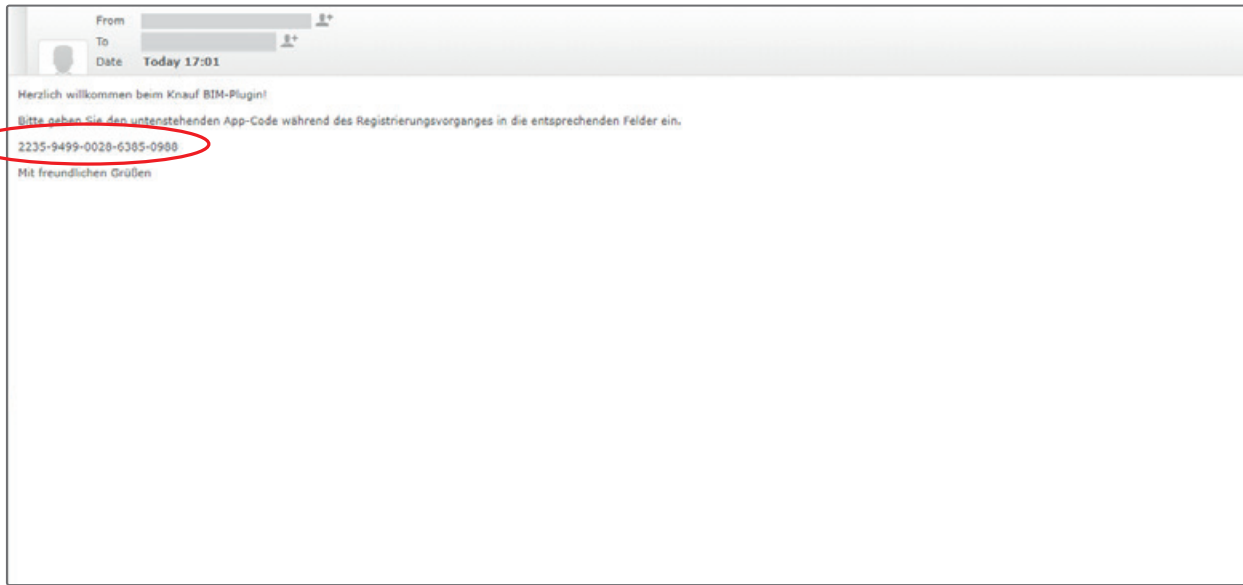 From
To
Date Today 17:01
Herzlich willkommen beim Knauf BIM-Plugin!
Bitte geben Sie den untenstehenden App-Code während des Registrierungsvorganges in die entsprechenden Felder ein.
2235-9499-0028-6385-0988
Mit freundlichen Grüßen